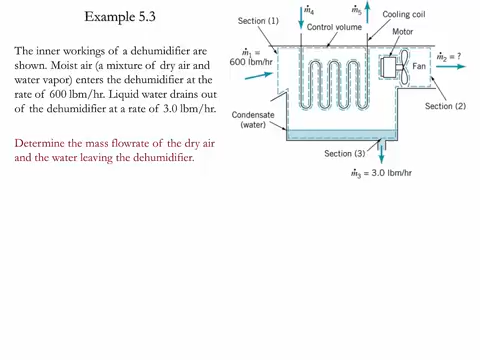 Example 5.3
The inner workings of a dehumidifier are
shown. Moist air (a mixture of dry air and
water vapor) enters the dehumidifier at the
rate of 600 lbm/hr. Liquid water drains out
of the dehumidifier at a rate of 3.0 lbm/hr.
Determine the mass flowrate of the dry air
and the water leaving the dehumidifier.
ṁ4
ṁ5
Cooling coil
Section (1)
Control volume
Motor
ṁ1 =
600 lbm/hr
ṁ2 = ?
Fan
Section (2)
Condensate
(water)
Section (3)
ṁ3 = 3.0 lbm/hr